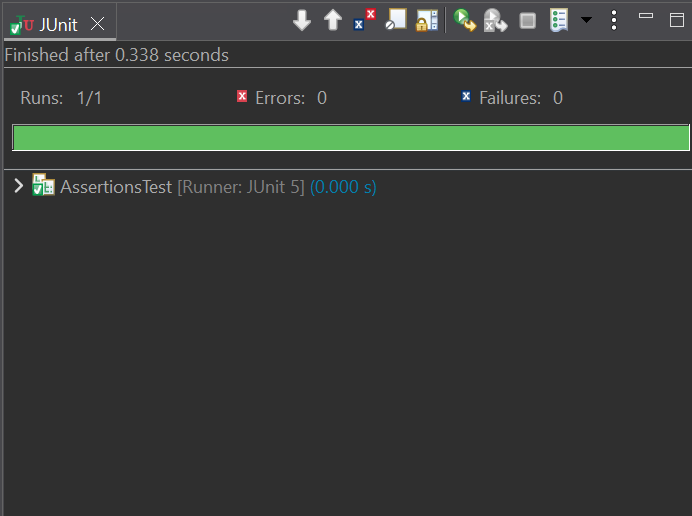 JUnit
Finished after 0.338 seconds
Runs: 1/1 Errors: 0 Failures: 0
AssertionsTest [Runner: JUnit 5] (0.000 s)